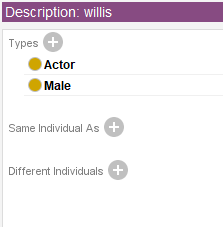 Description: willis
Types
Actor
Male
Same Individual As
Different Individuals